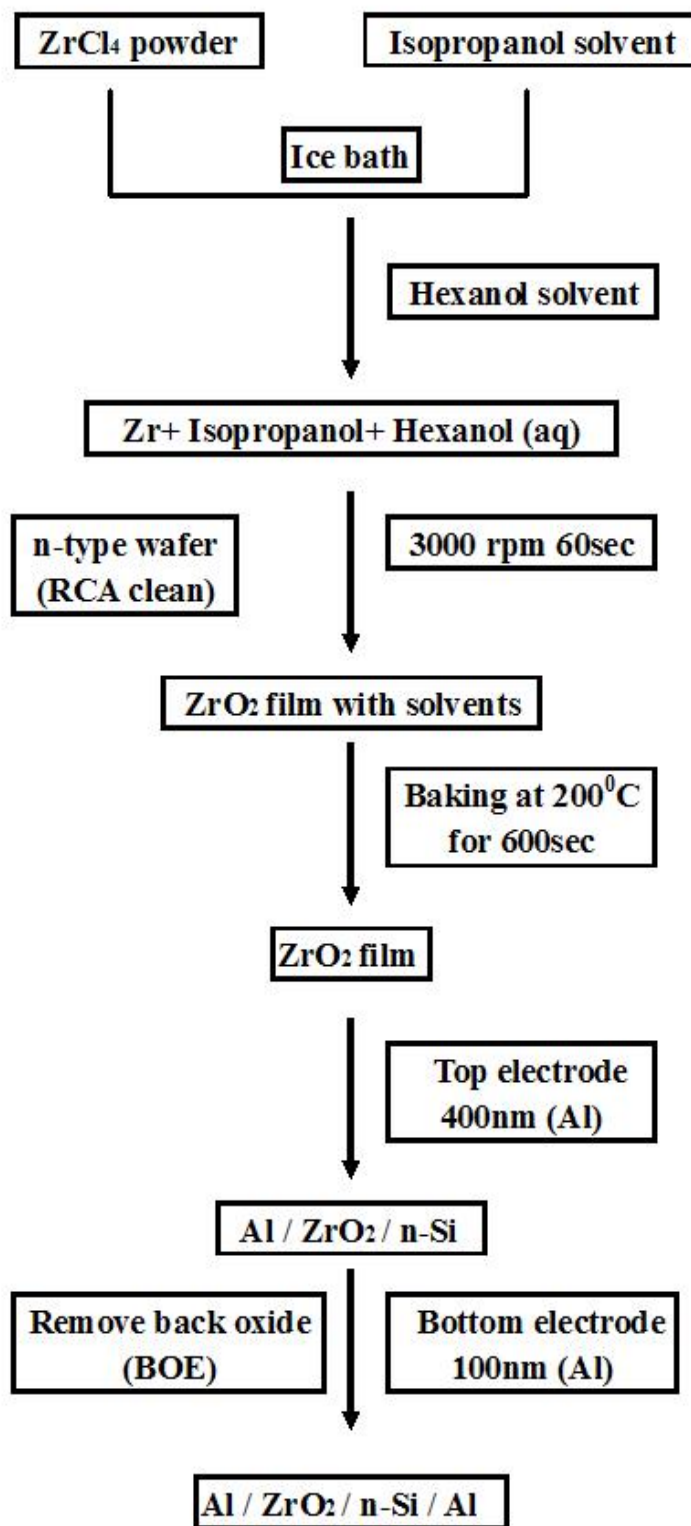 ZrCl₄ powder
Isopropanol solvent
Ice bath
Hexanol solvent
Zr+ Isopropanol+ Hexanol (aq)
n-type wafer
(RCA clean)
3000 rpm 60sec
ZrO₂ film with solvents
Baking at 200⁰C
for 600sec
ZrO₂ film
Top electrode
400nm (Al)
Al / ZrO₂ / n-Si
Remove back oxide
(BOE)
Bottom electrode
100nm (Al)
Al / ZrO₂ / n-Si / Al